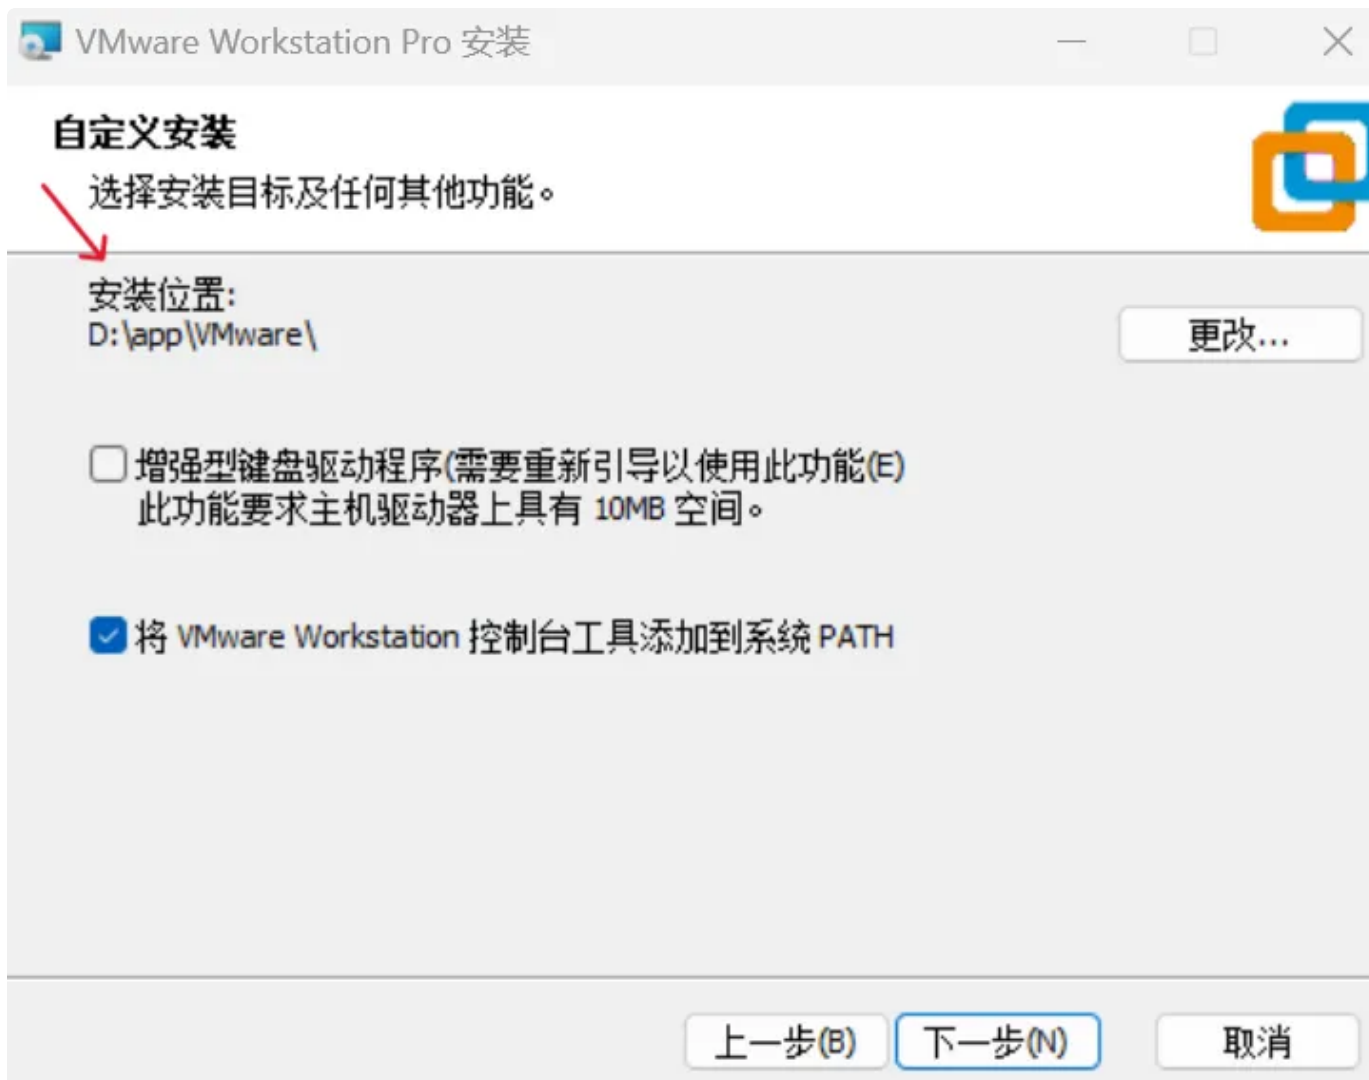 VMware Workstation Pro 安装
自定义安装
选择安装目标及任何其他功能。
安装位置:
D:\app\VMware\
更改...
增强型键盘驱动程序(需要重新引导以使用此功能(E)
此功能要求主机驱动器上具有 10MB 空间。
将 VMware Workstation 控制台工具添加到系统 PATH
上一步(B)
下一步(N)
取消